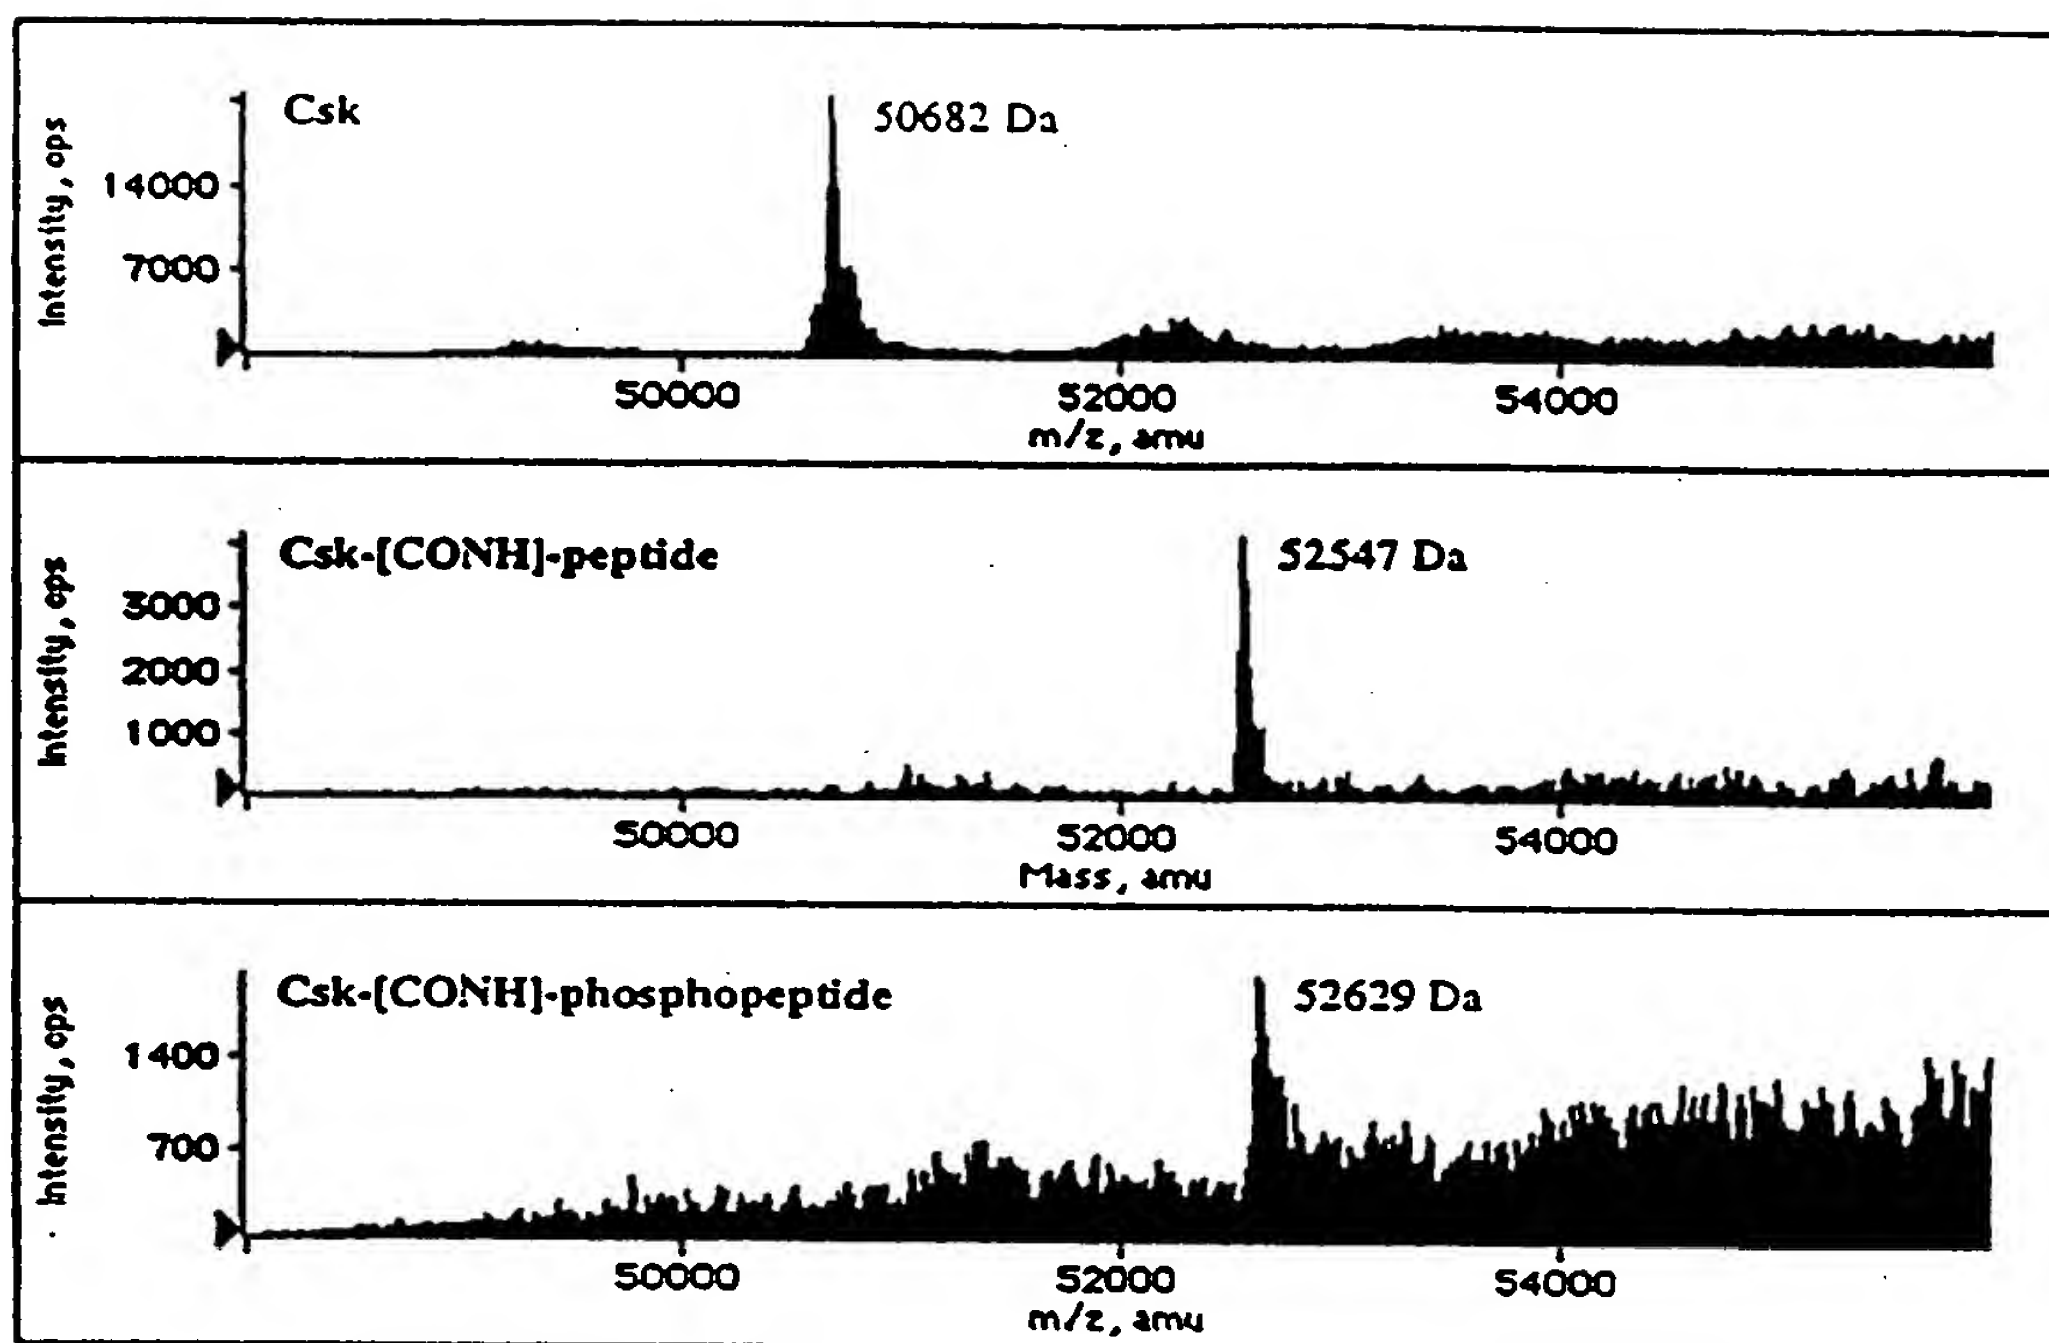 Csk
50682 Da
Intensity, cps
14000
7000
50000 52000 54000
m/z, amu
Csk-[CONH]-peptide
52547 Da
Intensity, cps
3000
2000
1000
50000 52000 54000
Mass, amu
Csk-[CONH]-phosphopeptide
52629 Da
Intensity, cps
1400
700
50000 52000 54000
m/z, amu